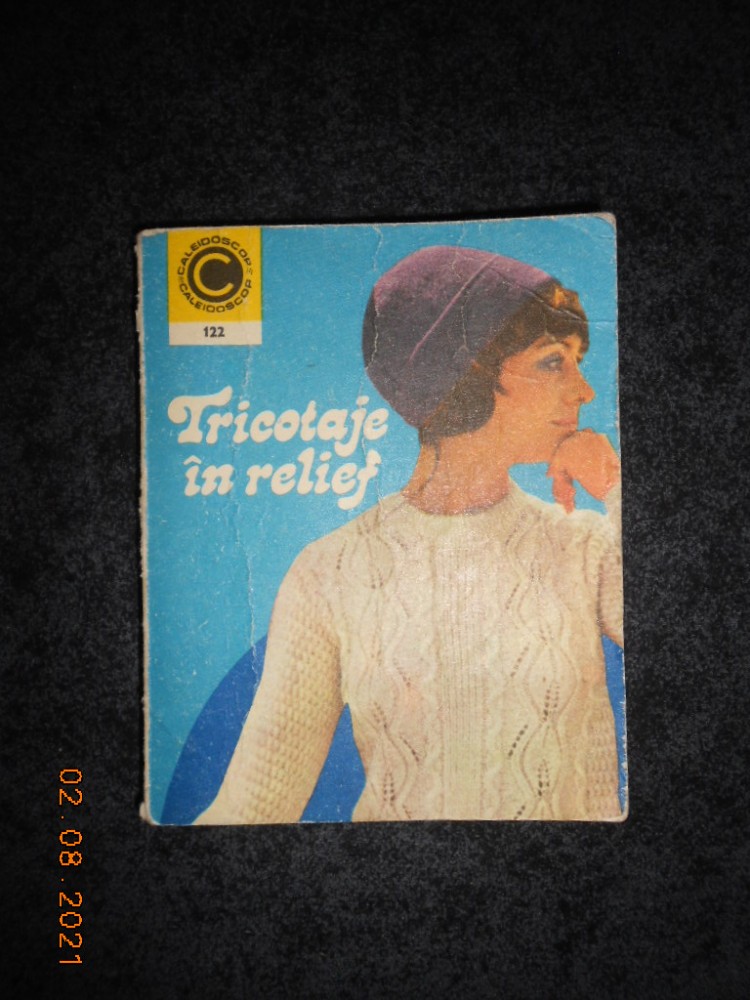 CALEIDOSCOP
C
CALEIDOSCOP
122
Tricotaje
în relief
02.08.2021